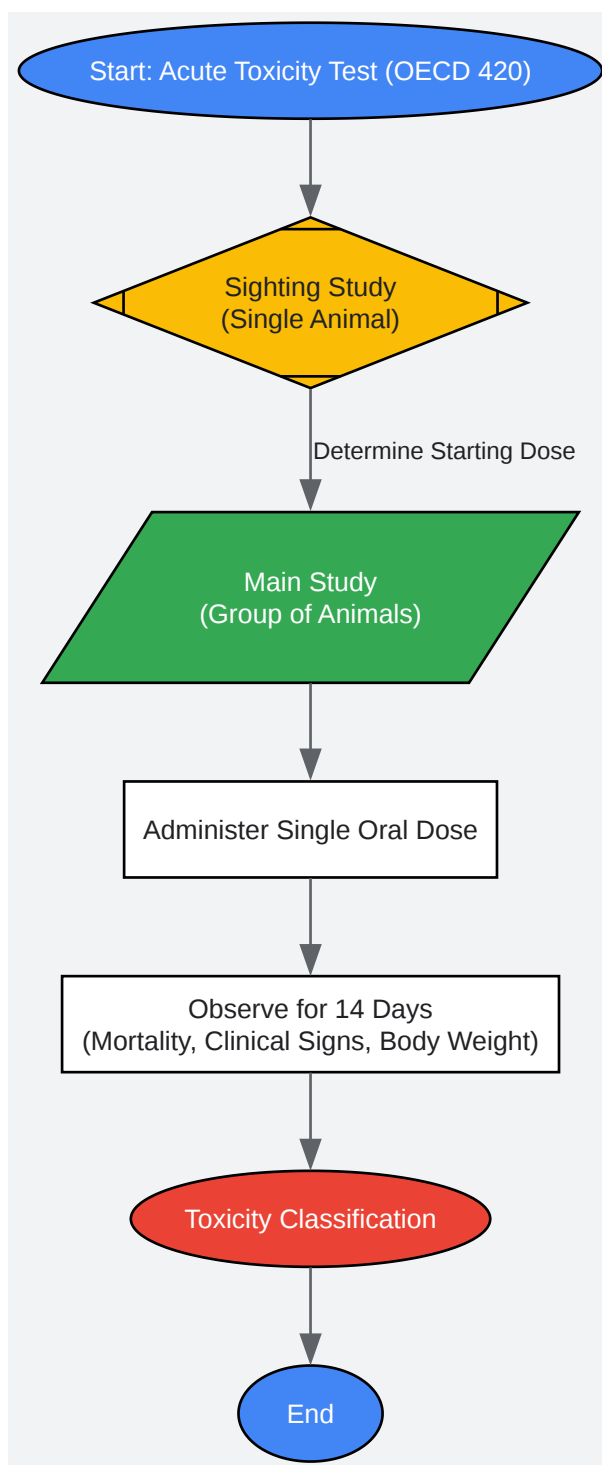 Start: Acute Toxicity Test (OECD 420)
Sighting Study
(Single Animal)
Determine Starting Dose
Main Study
(Group of Animals)
Administer Single Oral Dose
Observe for 14 Days
(Mortality, Clinical Signs, Body Weight)
Toxicity Classification
End